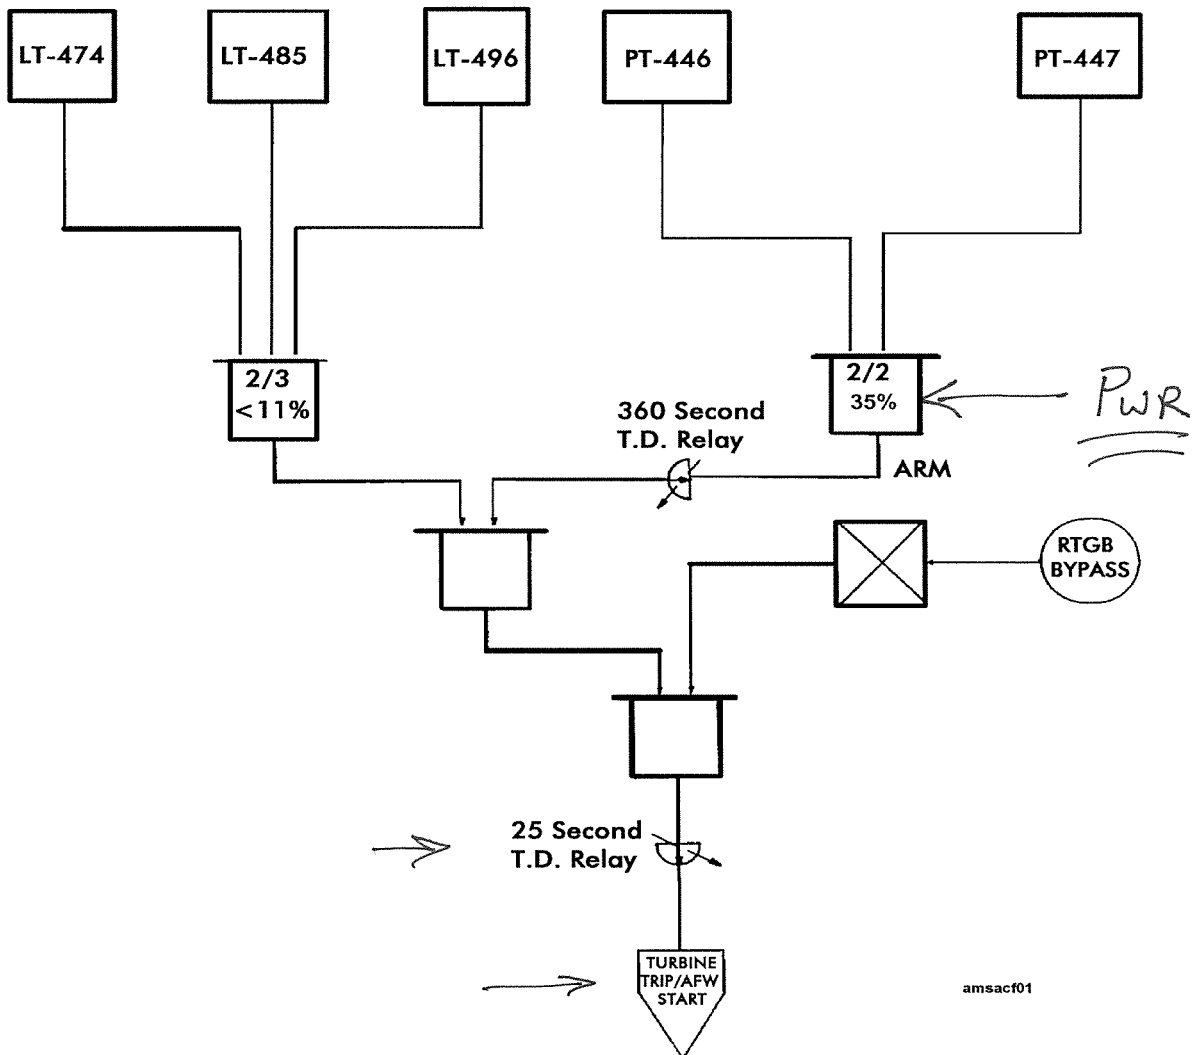 LT-474
LT-485
LT-496
PT-446
PT-447
2/3
<11%
2/2
35%
PWR
360 Second
T.D. Relay
ARM
RTGB
BYPASS
25 Second
T.D. Relay
TURBINE
TRIP/AFW
START
amsacf01